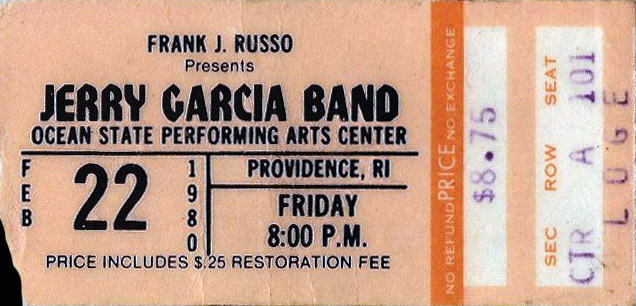 FRANK J. RUSSO
Presents
JERRY GARCIA BAND
OCEAN STATE PERFORMING ARTS CENTER
FEB
22
1980
PROVIDENCE, RI
FRIDAY
8:00 P.M.
PRICE INCLUDES $.25 RESTORATION FEE
NO REFUND PRICE NO EXCHANGE
$8.75
SEC ROW SEAT
CTR A 101
LOGE